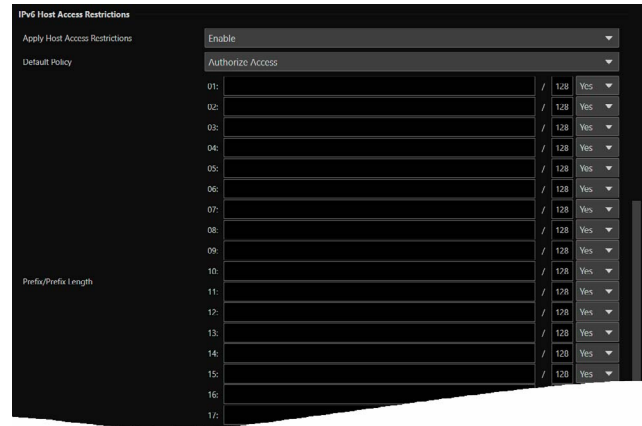 IPv6 Host Access Restrictions
Apply Host Access Restrictions Enable
Default Policy Authorize Access
01: / 128 Yes
02: / 128 Yes
03: / 128 Yes
04: / 128 Yes
05: / 128 Yes
06: / 128 Yes
07: / 128 Yes
08: / 128 Yes
09: / 128 Yes
10: / 128 Yes
Prefix/Prefix Length
11: / 128 Yes
12: / 128 Yes
13: / 128 Yes
14: / 128 Yes
15: / 128 Yes
16:
17: